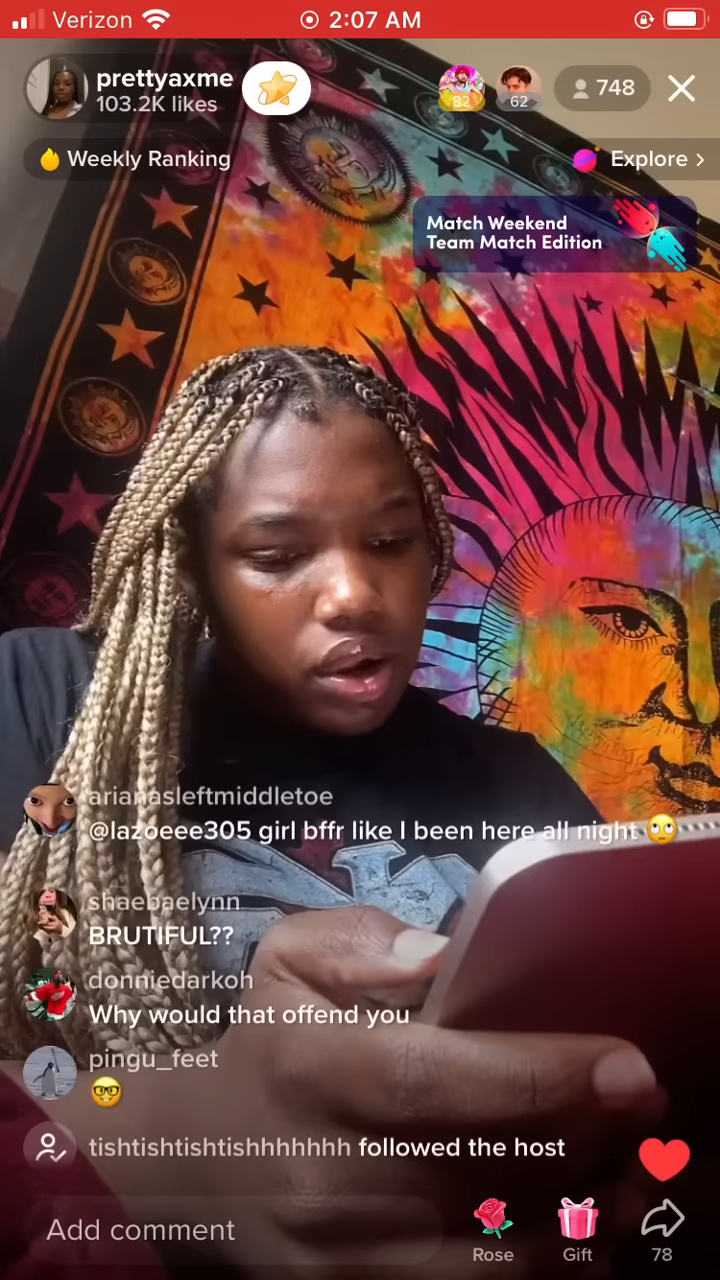 Verizon 2:07 AM
prettyaxme
103.2K likes
82
62
748
Weekly Ranking
Explore >
Match Weekend
Team Match Edition
arianasleftmiddletoe
@lazoeee305 girl bffr like I been here all night 🙄
shaebaelynn
BRUTIFUL??
donniedarkoh
Why would that offend you
pingu_feet
🤓
tishtishtishtishhhhhhh followed the host
Add comment
Rose
Gift
78